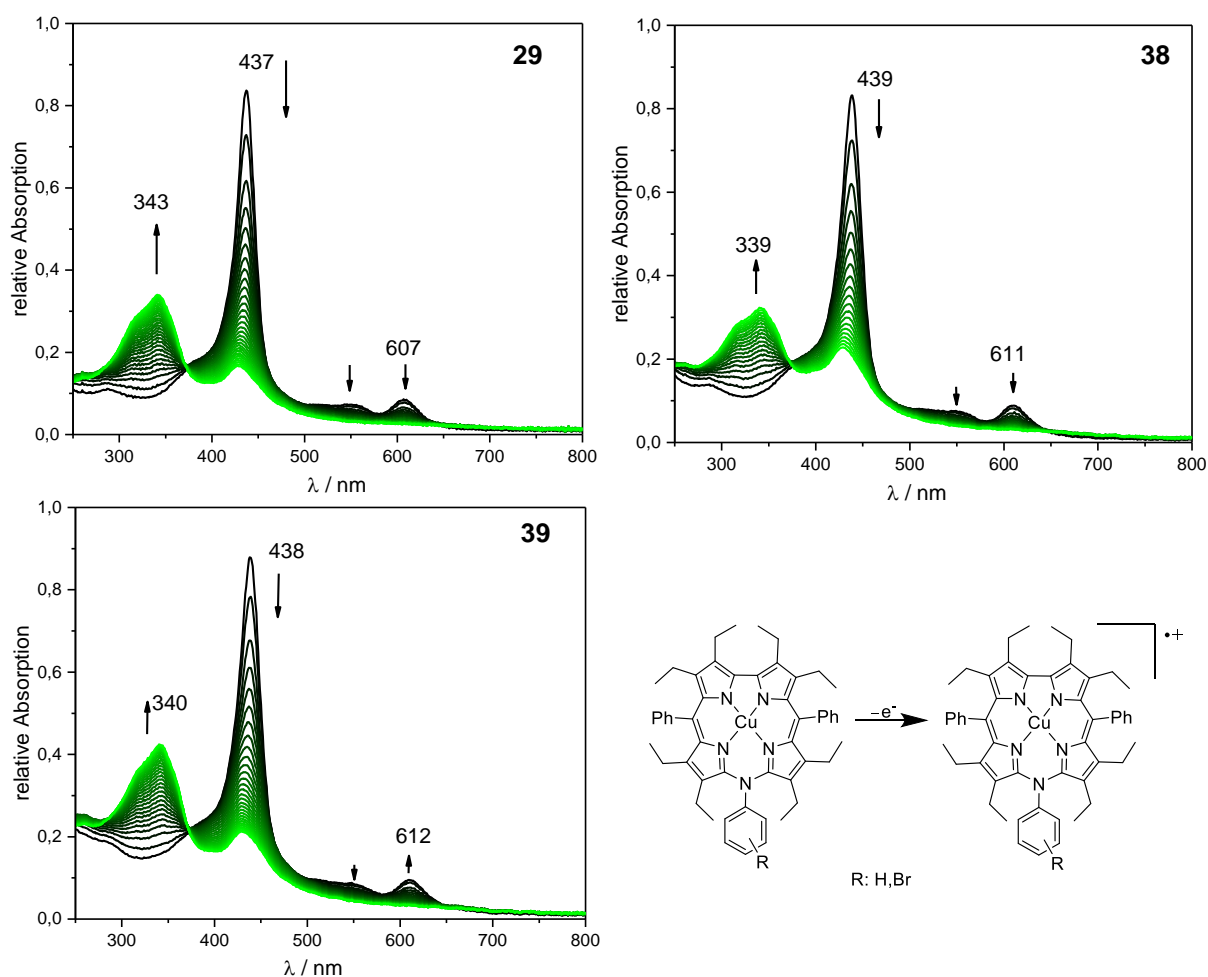 29
437
343
607
1,0
0,8
0,6
0,4
0,2
0,0
relative Absorption
300 400 500 600 700 800
λ / nm
38
439
339
611
1,0
0,8
0,6
0,4
0,2
0,0
relative Absorption
300 400 500 600 700 800
λ / nm
39
438
340
612
1,0
0,8
0,6
0,4
0,2
0,0
relative Absorption
300 400 500 600 700 800
λ / nm
N N
Ph Cu Ph
N N
N
R
–e-
•+
N N
Ph Cu Ph
N N
N
R
R: H,Br